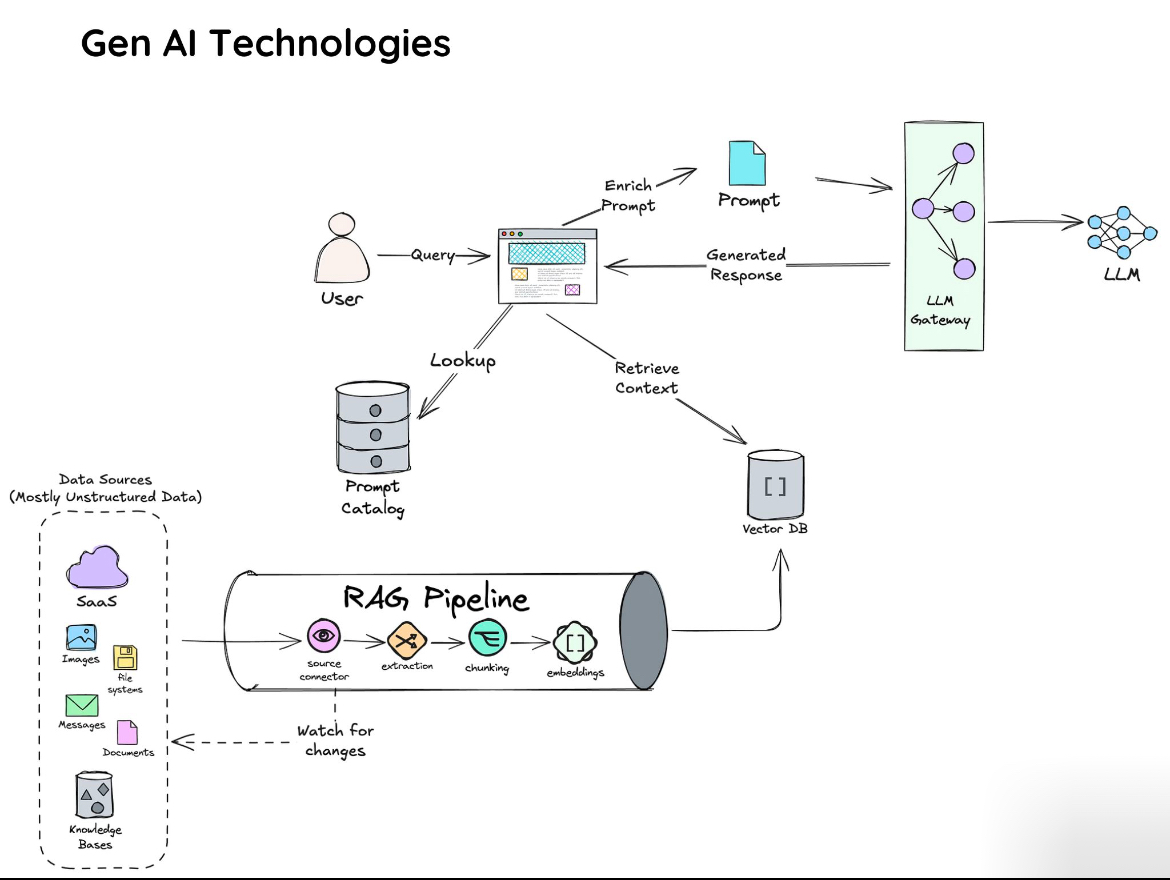 Gen AI Technologies
Enrich
Prompt
Prompt
Query
Generated
Response
User
LLM
LLM
Gateway
Lookup
Retrieve
Context
Prompt
Catalog
Vector DB
Data Sources
(Mostly Unstructured Data)
SaaS
Images
file
systems
Messages
Documents
Knowledge
Bases
RAG Pipeline
source
connector
extraction
chunking
[]
embeddings
[]
Watch for
changes